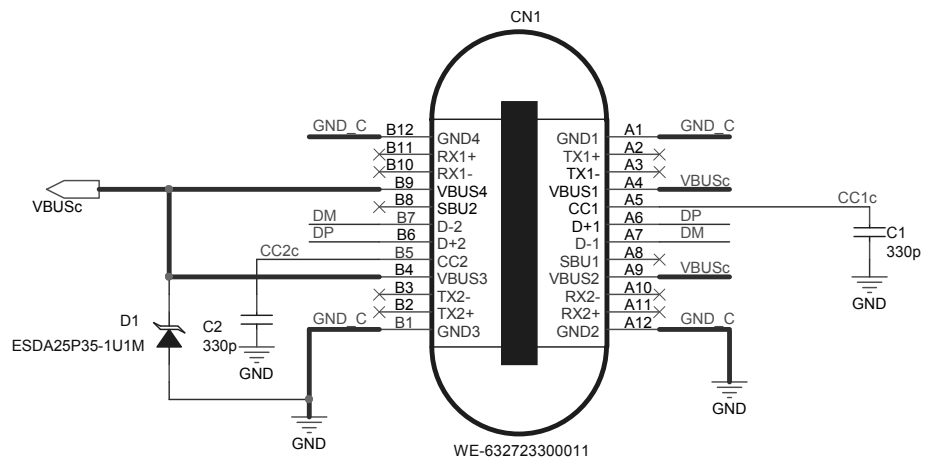 CN1
GND_C B12 GND4 GND1 A1 GND_C
B11 RX1+ TX1+ A2
B10 RX1- TX1- A3
VBUSc B9 VBUS4 VBUS1 A4 VBUSc
B8 SBU2 CC1 A5 CC1c
DM B7 D-2 D+1 A6 DP
DP B6 D+2 D-1 A7 DM
CC2c B5 CC2 SBU1 A8
B4 VBUS3 VBUS2 A9 VBUSc
B3 TX2- RX2- A10
B2 TX2+ RX2+ A11
GND_C B1 GND3 GND2 A12 GND_C
C1
330p
GND
D1
ESDA25P35-1U1M
C2
330p
GND
GND
GND
WE-632723300011